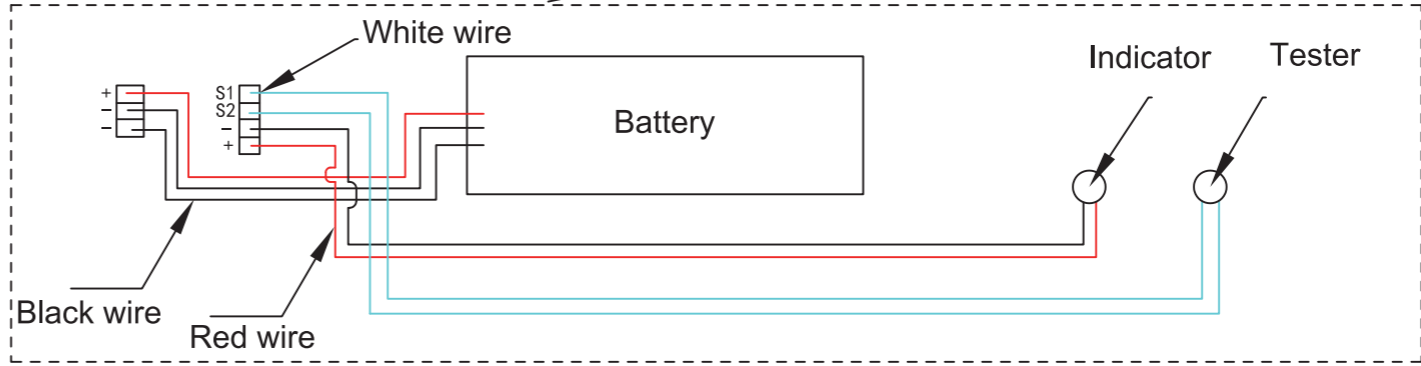 White wire
Indicator
Tester
+
−
−
S1
S2
−
+
Battery
Black wire
Red wire